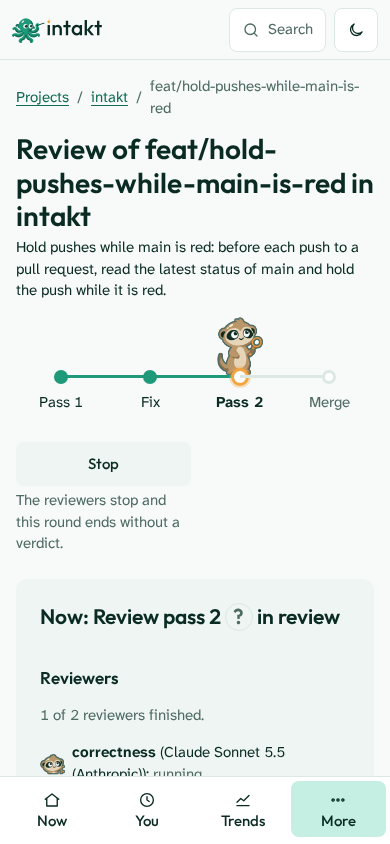 intakt
Search
Projects / intakt / feat/hold-pushes-while-main-is-
red
Review of feat/hold-
pushes-while-main-is-red in
intakt
Hold pushes while main is red: before each push to a
pull request, read the latest status of main and hold
the push while it is red.
Pass 1
Fix
Pass 2
Merge
Stop
The reviewers stop and
this round ends without a
verdict.
Now: Review pass 2 ? in review
Reviewers
1 of 2 reviewers finished.
correctness (Claude Sonnet 5.5
(Anthropic)): running
Now
You
Trends
More